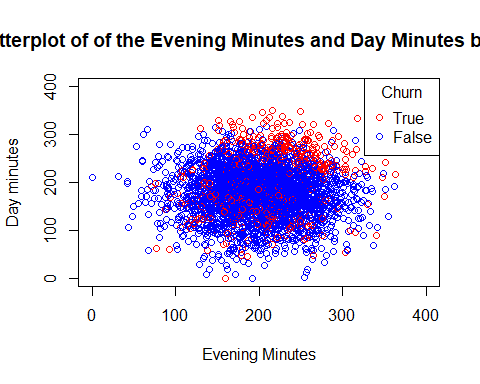 tterplot of of the Evening Minutes and Day Minutes b
Churn
True
False
400
300
200
100
0
Day minutes
0 100 200 300 400
Evening Minutes